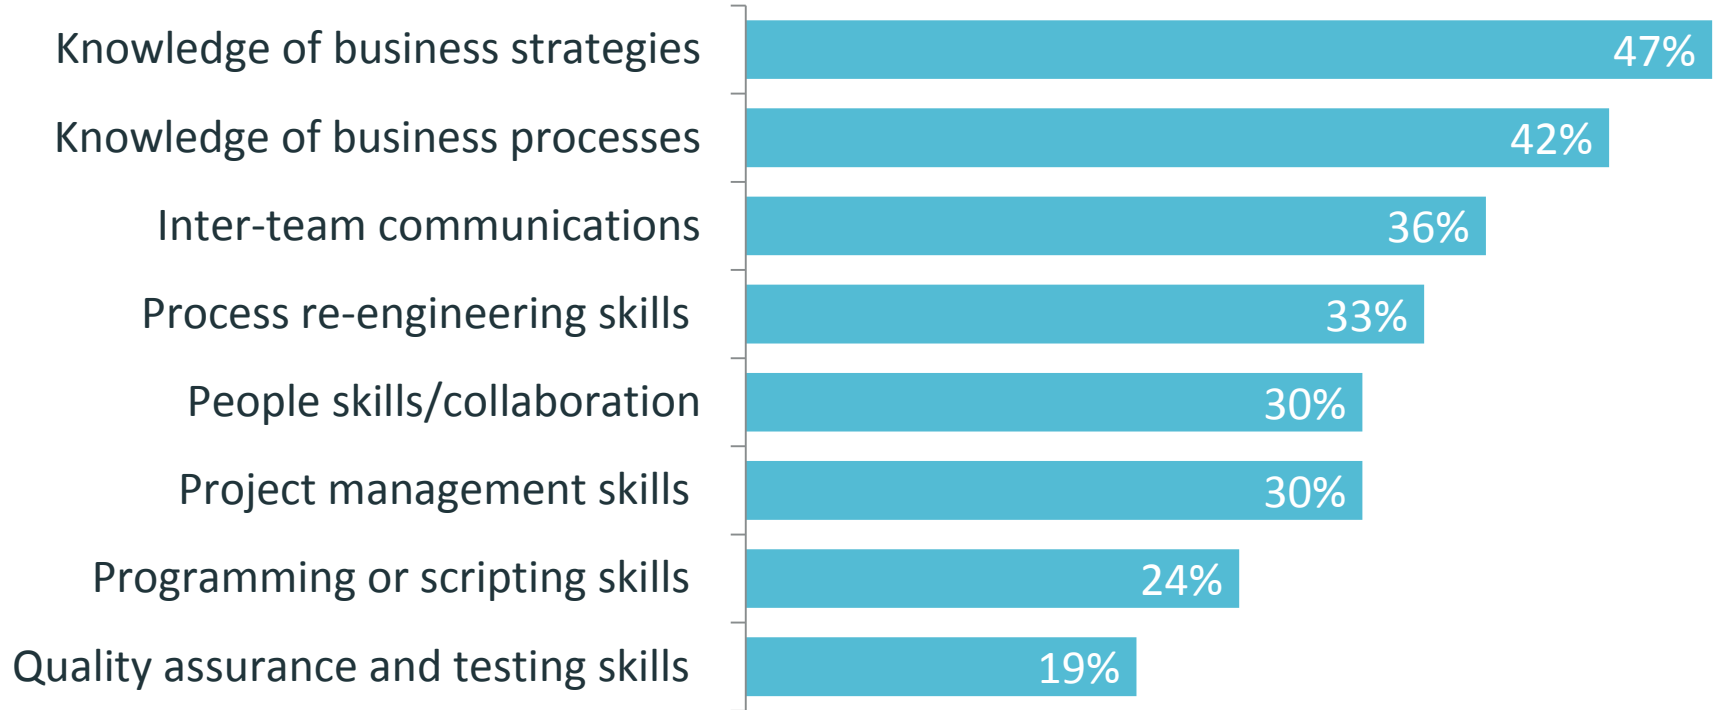 Knowledge of business strategies 47%
Knowledge of business processes 42%
Inter-team communications 36%
Process re-engineering skills 33%
People skills/collaboration 30%
Project management skills 30%
Programming or scripting skills 24%
Quality assurance and testing skills 19%